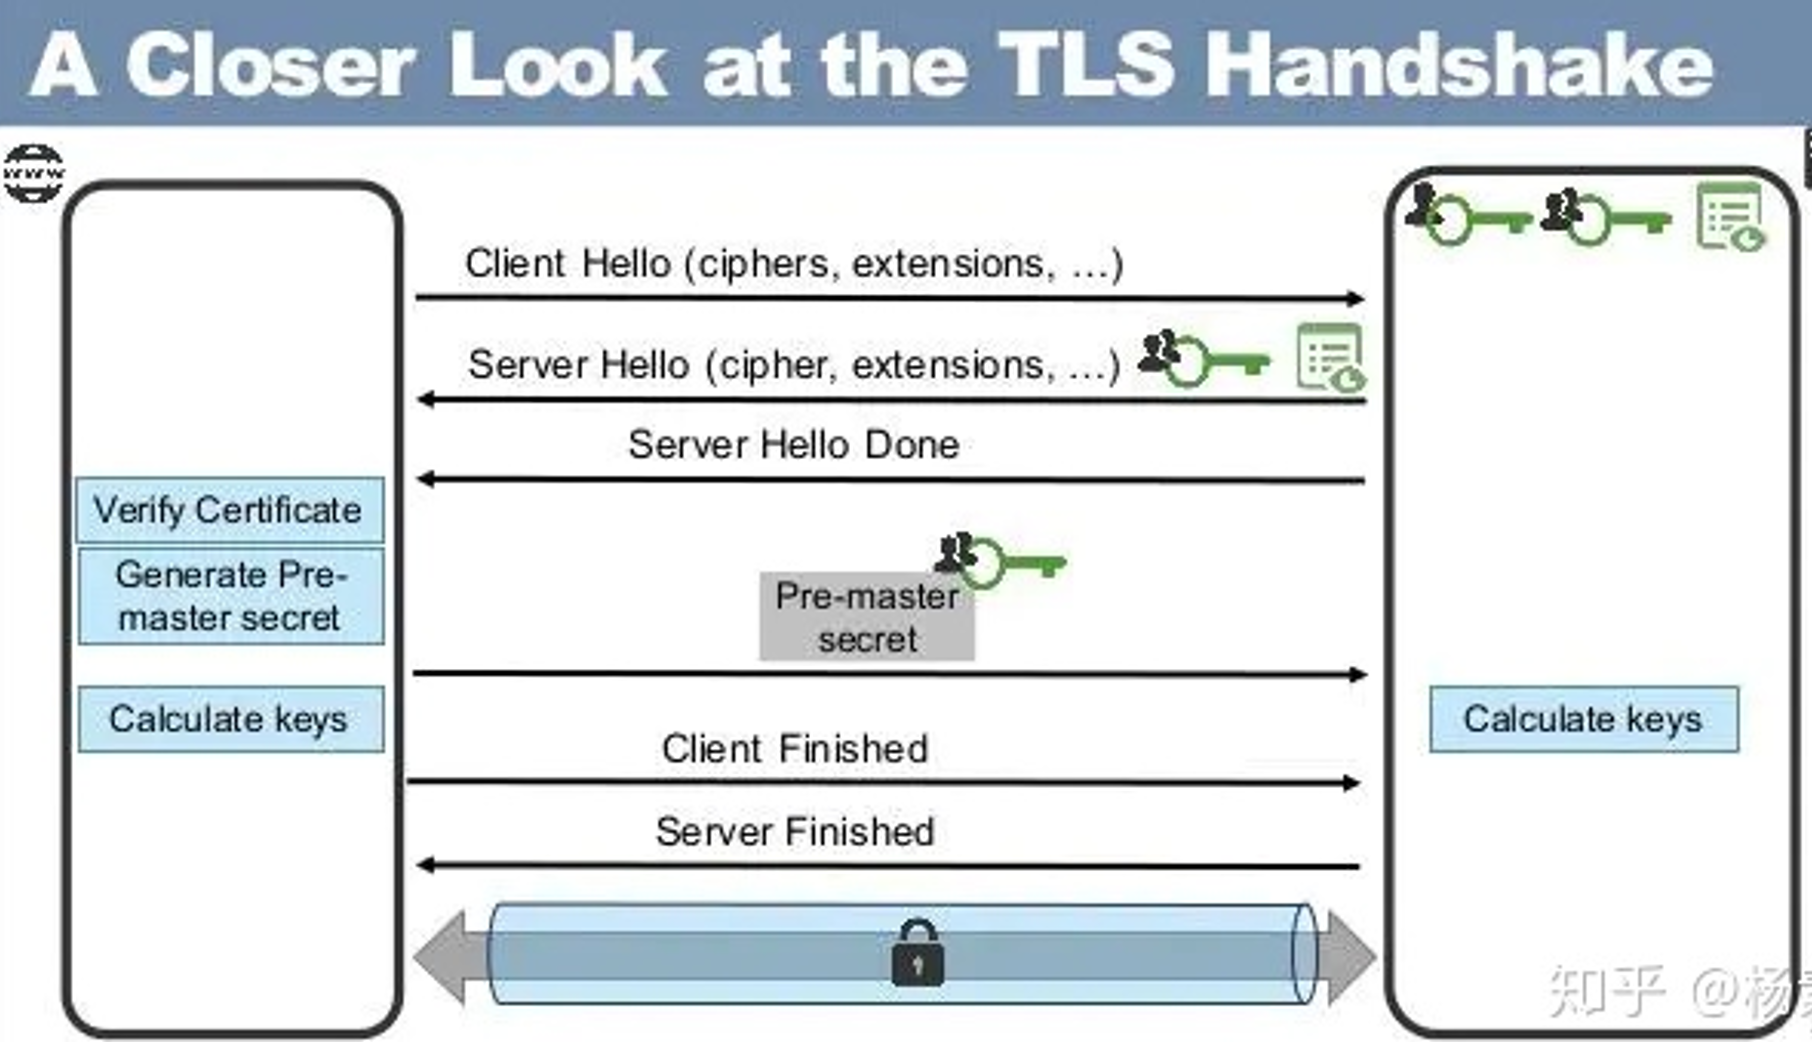 A Closer Look at the TLS Handshake
www
Client Hello (ciphers, extensions, ...)
Server Hello (cipher, extensions, ...)
Server Hello Done
Verify Certificate
Generate Pre-
master secret
Pre-master
secret
Calculate keys
Calculate keys
Client Finished
Server Finished
知乎 @杨